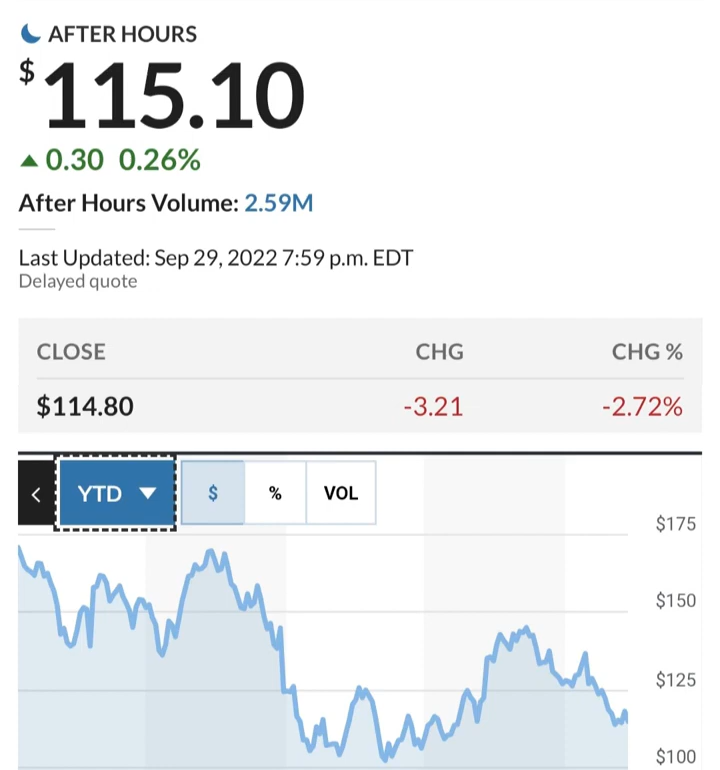 AFTER HOURS
$115.10
0.30 0.26%
After Hours Volume: 2.59M
Last Updated: Sep 29, 2022 7:59 p.m. EDT
Delayed quote
CLOSE CHG CHG %
$114.80 -3.21 -2.72%
YTD $ % VOL
$175
$150
$125
$100